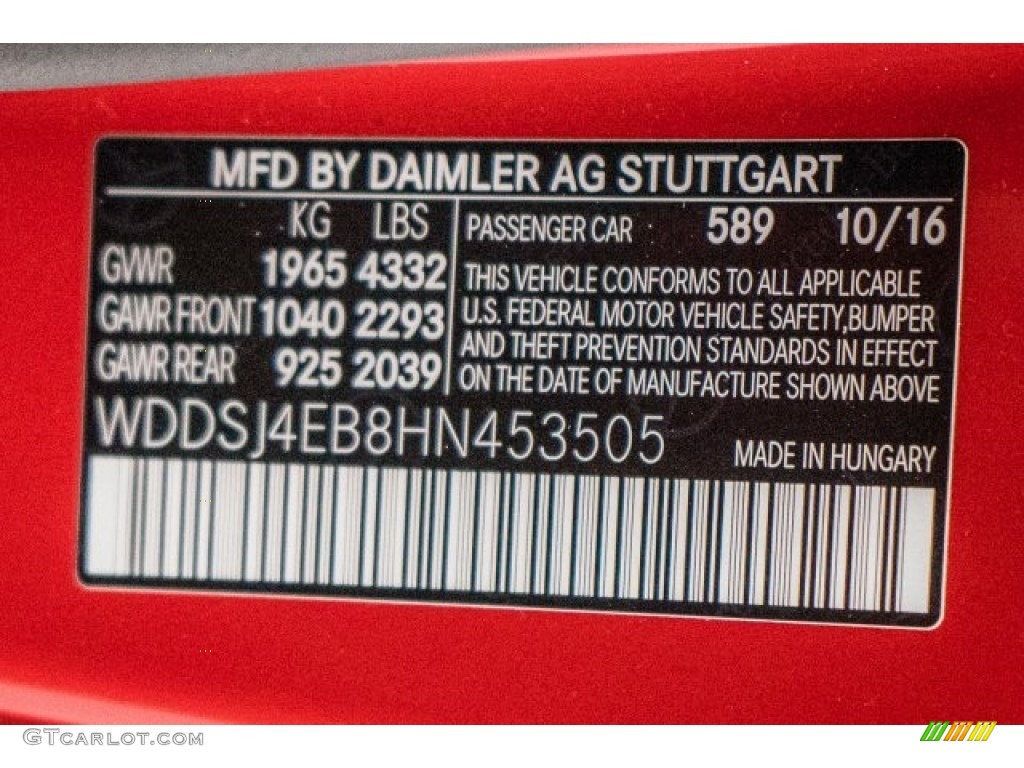 MFD BY DAIMLER AG STUTTGART
KG LBS
GVWR 1965 4332
GAWR FRONT 1040 2293
GAWR REAR 925 2039
PASSENGER CAR 589 10/16
THIS VEHICLE CONFORMS TO ALL APPLICABLE
U.S. FEDERAL MOTOR VEHICLE SAFETY,BUMPER
AND THEFT PREVENTION STANDARDS IN EFFECT
ON THE DATE OF MANUFACTURE SHOWN ABOVE
WDDSJ4EB8HN453505
MADE IN HUNGARY
GTCARLOT.COM